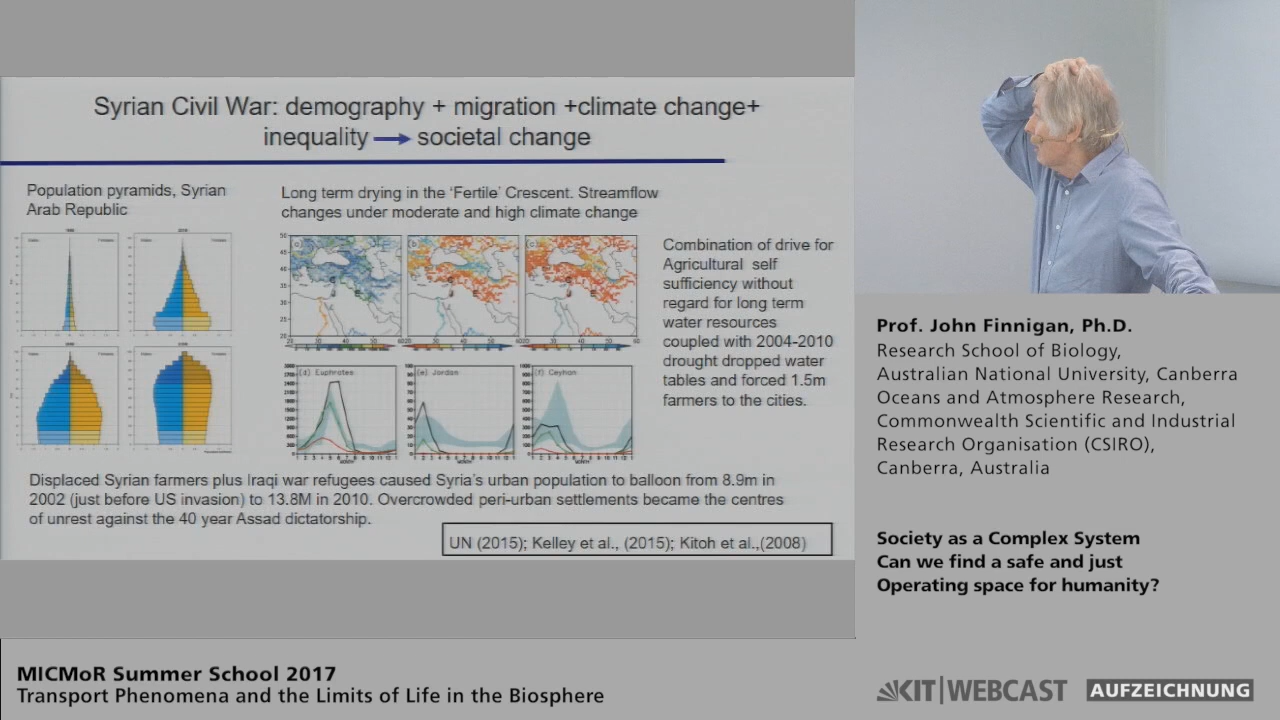 Syrian Civil War: demography + migration +climate change+
inequality → societal change
Population pyramids, Syrian
Arab Republic
Long term drying in the 'Fertile' Crescent. Streamflow
changes under moderate and high climate change
Combination of drive for
Agricultural self
sufficiency without
regard for long term
water resources
coupled with 2004-2010
drought dropped water
tables and forced 1.5m
farmers to the cities.
(d) Euphrates
(e) Jordan
(f) Ceyhan
MONTH
MONTH
MONTH
Displaced Syrian farmers plus Iraqi war refugees caused Syria's urban population to balloon from 8.9m in
2002 (just before US invasion) to 13.8M in 2010. Overcrowded peri-urban settlements became the centres
of unrest against the 40 year Assad dictatorship.
UN (2015); Kelley et al., (2015); Kitoh et al.,(2008)
Prof. John Finnigan, Ph.D.
Research School of Biology,
Australian National University, Canberra
Oceans and Atmosphere Research,
Commonwealth Scientific and Industrial
Research Organisation (CSIRO),
Canberra, Australia
Society as a Complex System
Can we find a safe and just
Operating space for humanity?
MICMoR Summer School 2017
Transport Phenomena and the Limits of Life in the Biosphere
KIT|WEBCAST AUFZEICHNUNG